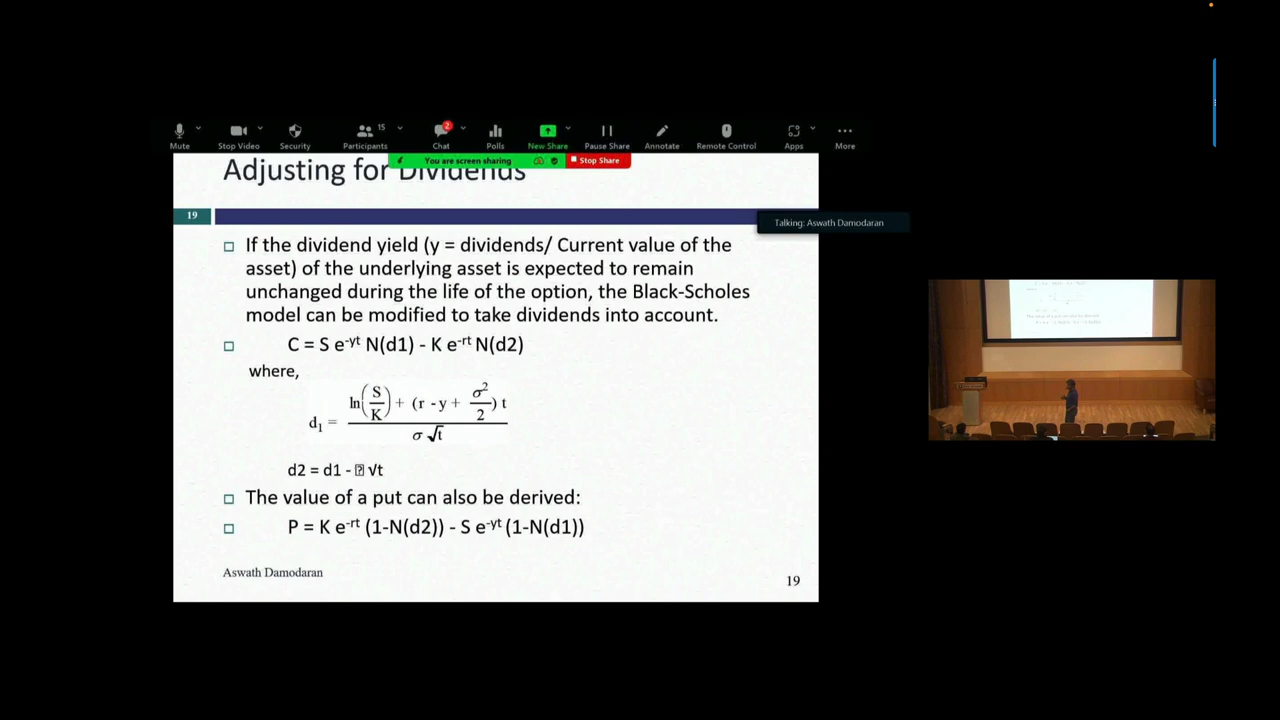 Mute
Stop Video
Security
Participants
15
Chat
2
Polls
New Share
Pause Share
Annotate
Remote Control
Apps
More
You are screen sharing
Stop Share
Adjusting for Dividends
19
Talking: Aswath Damodaran
If the dividend yield (y = dividends/ Current value of the
asset) of the underlying asset is expected to remain
unchanged during the life of the option, the Black-Scholes
model can be modified to take dividends into account.
C = S e^-yt N(d1) - K e^-rt N(d2)
where,
d₁ = (ln(S/K) + (r - y + σ²/2) t) / (σ √t)
d2 = d1 - � √t
The value of a put can also be derived:
P = K e^-rt (1-N(d2)) - S e^-yt (1-N(d1))
Aswath Damodaran
19